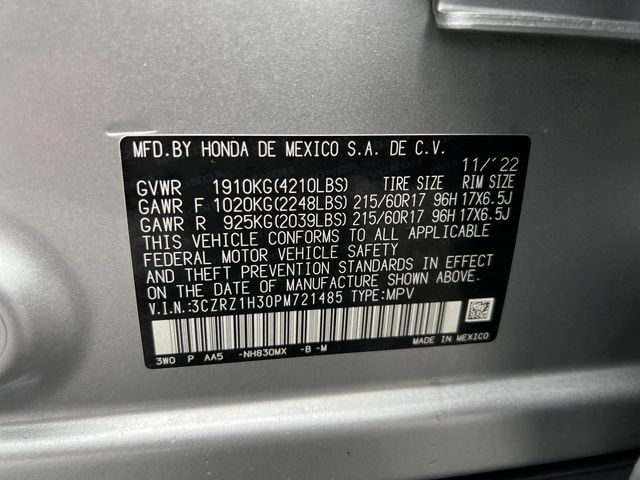 MFD.BY HONDA DE MEXICO S.A. DE C.V.
11/'22
GVWR 1910KG(4210LBS) TIRE SIZE RIM SIZE
GAWR F 1020KG(2248LBS) 215/60R17 96H 17X6.5J
GAWR R 925KG(2039LBS) 215/60R17 96H 17X6.5J
THIS VEHICLE CONFORMS TO ALL APPLICABLE
FEDERAL MOTOR VEHICLE SAFETY
AND THEFT PREVENTION STANDARDS IN EFFECT
ON THE DATE OF MANUFACTURE SHOWN ABOVE.
V.I.N.:3CZRZ1H30PM721485 TYPE:MPV
3W0 P AA5 -NH830MX -B -M
MADE IN MEXICO